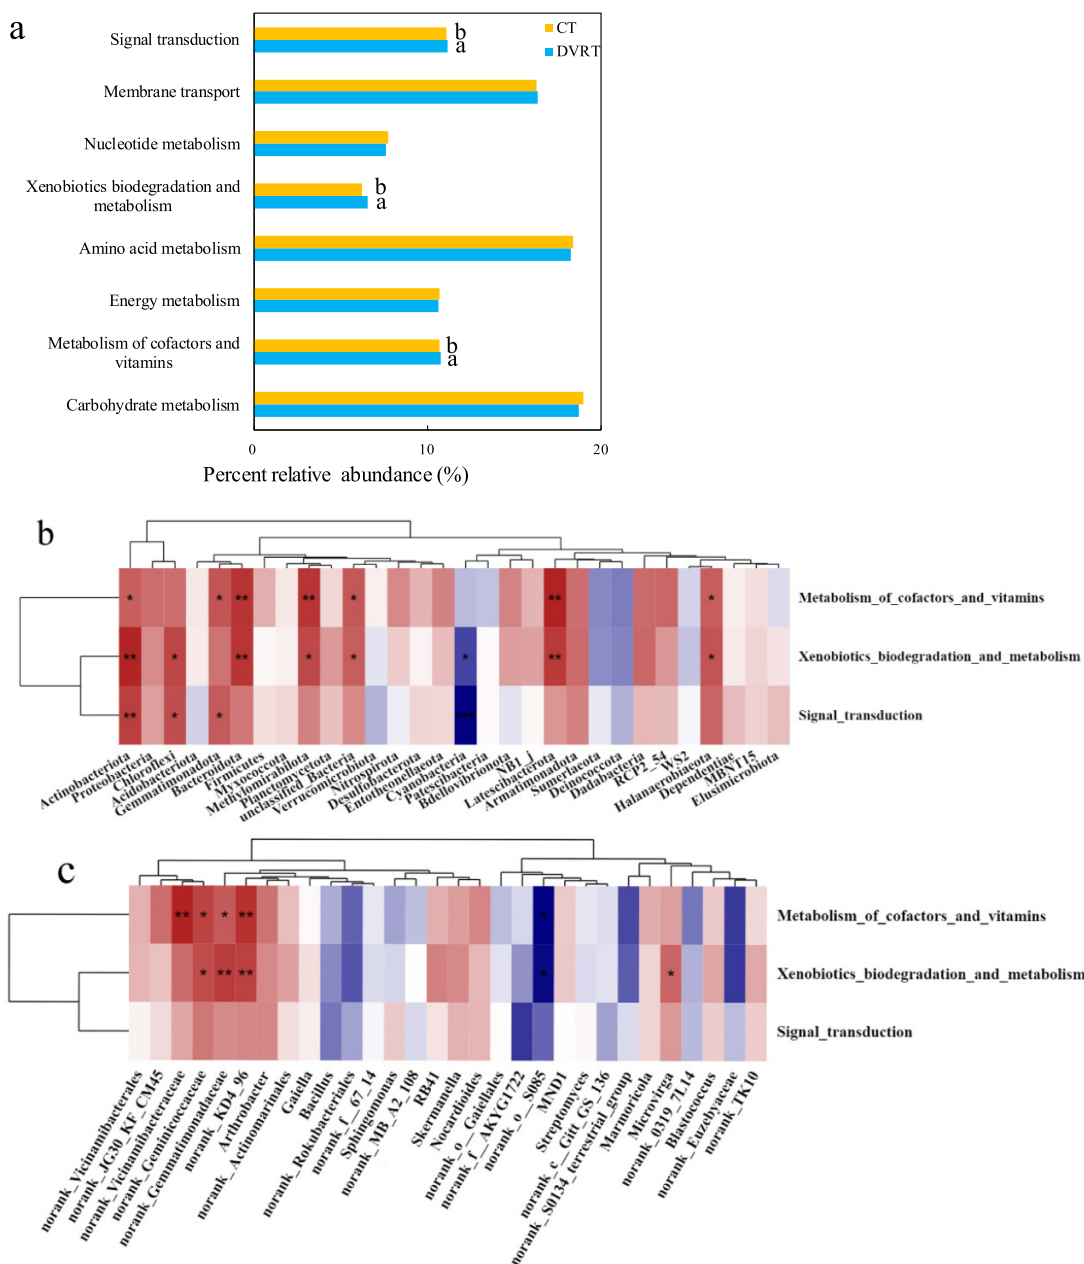 a
CT
DVRT
Signal transduction
b
a
Membrane transport
Nucleotide metabolism
Xenobiotics biodegradation and
metabolism
b
a
Amino acid metabolism
Energy metabolism
Metabolism of cofactors and
vitamins
b
a
Carbohydrate metabolism
0
10
20
Percent relative abundance (%)
b
* * ** ** * ** *
Metabolism_of_cofactors_and_vitamins
** * ** * * * ** *
Xenobiotics_biodegradation_and_metabolism
** * * ***
Signal_transduction
Actinobacteriota
Proteobacteria
Chloroflexi
Acidobacteriota
Gemmatimonadota
Bacteroidota
Firmicutes
Myxococcota
Methylomirabilota
Planctomycetota
unclassified_Bacteria
Verrucomicrobiota
Nitrospirota
Desulfobacterota
Entotheonellaeota
Cyanobacteria
Patescibacteria
Bdellovibrionota
NB1_j
Latescibacterota
Armatimonadota
Sumerlaeota
Deinococcota
Dadabacteria
RCP2_54
WS2
Halanaerobiaeota
Dependentiae
MBNT15
Elusimicrobiota
c
** * * ** *
Metabolism_of_cofactors_and_vitamins
* ** ** * *
Xenobiotics_biodegradation_and_metabolism
Signal_transduction
norank_Vicinamibacterales
norank_JG30_KF_CM45
norank_Vicinamibacteraceae
norank_Geminicoccaceae
norank_Gemmatimonadaceae
norank_KD4_96
Arthrobacter
norank_Actinomarinales
Gaiella
Bacillus
norank_Rokubacteriales
norank_f__67_14
Sphingomonas
norank_MB_A2_108
RB41
Skermanella
Nocardioides
norank_o__Gaiellales
norank_f__AKYG1722
norank_o__S085
MND1
Streptomyces
norank_c__Gitt_GS_136
norank_S0134_terrestrial_group
Marmoricola
Microvirga
norank_0319_7L14
Blastococcus
norank_Euzebyaceae
norank_TK10